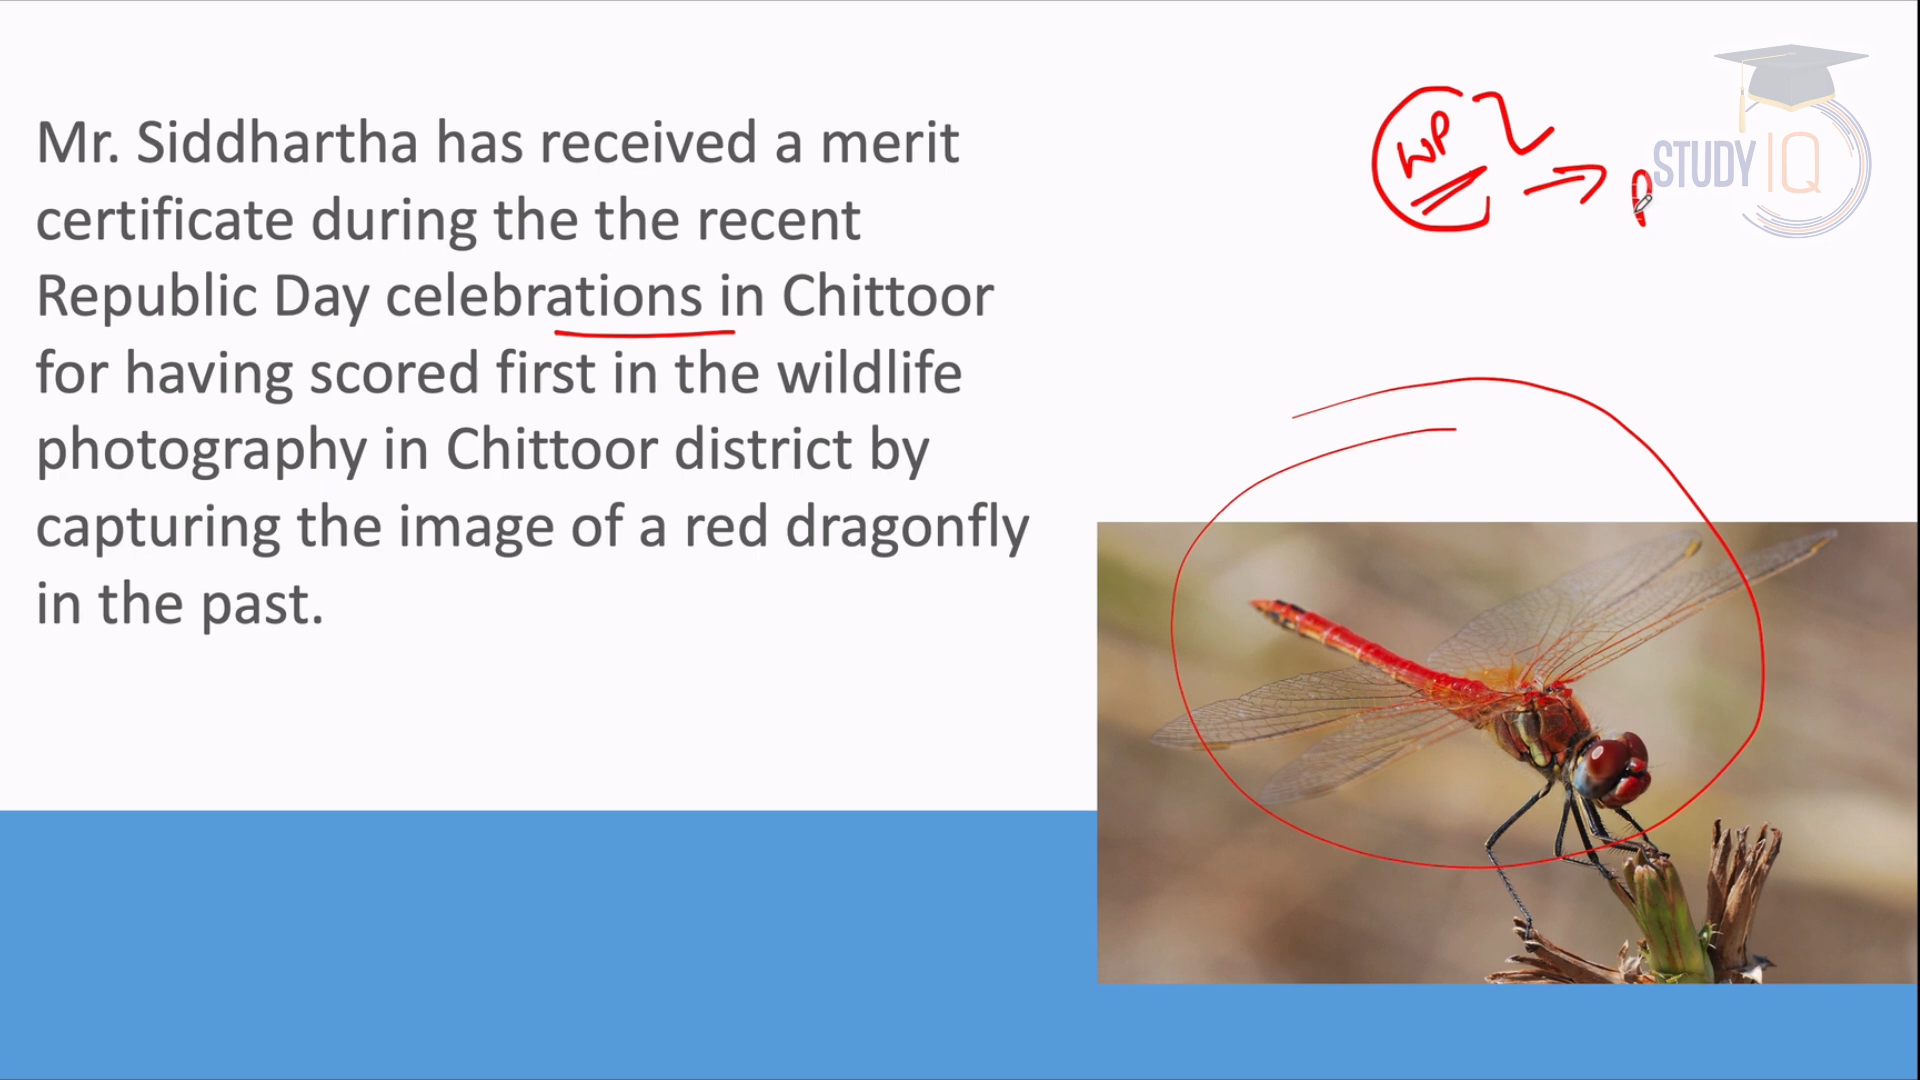 Mr. Siddhartha has received a merit
certificate during the the recent
Republic Day celebrations in Chittoor
for having scored first in the wildlife
photography in Chittoor district by
capturing the image of a red dragonfly
in the past.
WP
P
STUDY IQ